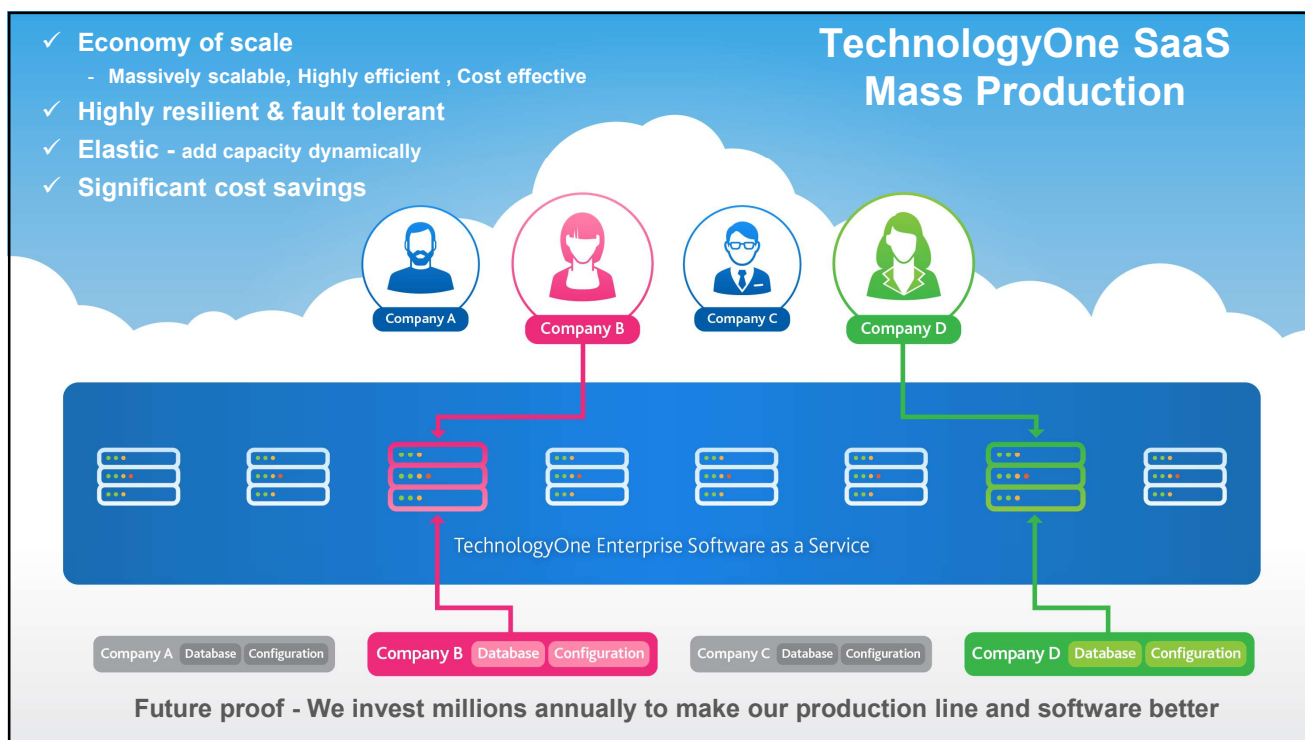 TechnologyOne SaaS
Mass Production
✓ Economy of scale
- Massively scalable, Highly efficient , Cost effective
✓ Highly resilient & fault tolerant
✓ Elastic - add capacity dynamically
✓ Significant cost savings
Company A
Company B
Company C
Company D
TechnologyOne Enterprise Software as a Service
Company A Database Configuration
Company B Database Configuration
Company C Database Configuration
Company D Database Configuration
Future proof - We invest millions annually to make our production line and software better